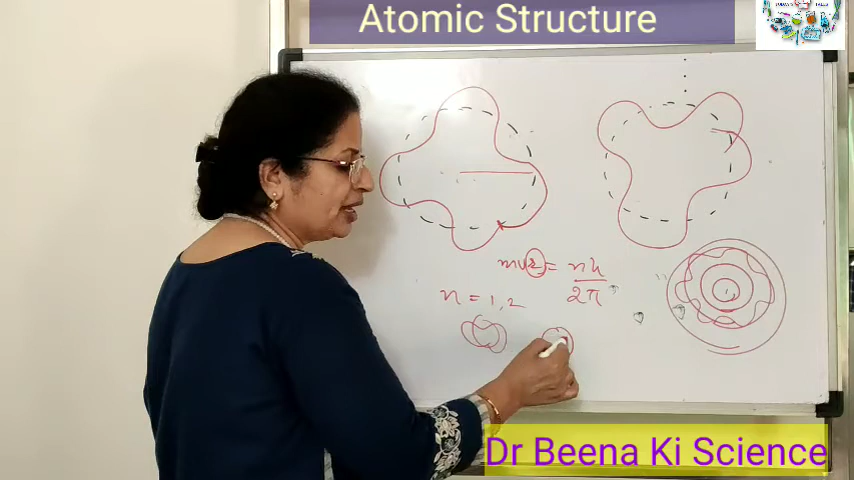 Atomic Structure
mvr = nh
2π
n = 1, 2
Dr Beena Ki Science